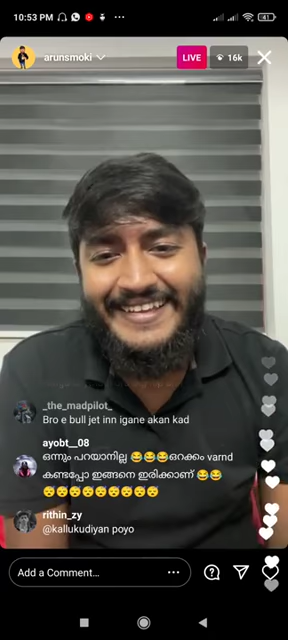 10:53 PM
41
arunsmoki
LIVE
16k
_the_madpilot_
Bro e bull jet inn igane akan kad
ayobt__08
ഒന്നും പറയാനില്ല 😂😂😂ഒറക്കം varnd
കണ്ടപ്പോ ഇങ്ങനെ ഇരിക്കാണ് 😂😂
😴😴😴😴😴😴😴😴😴
rithin_zy
@kallukudiyan poyo
Add a Comment...